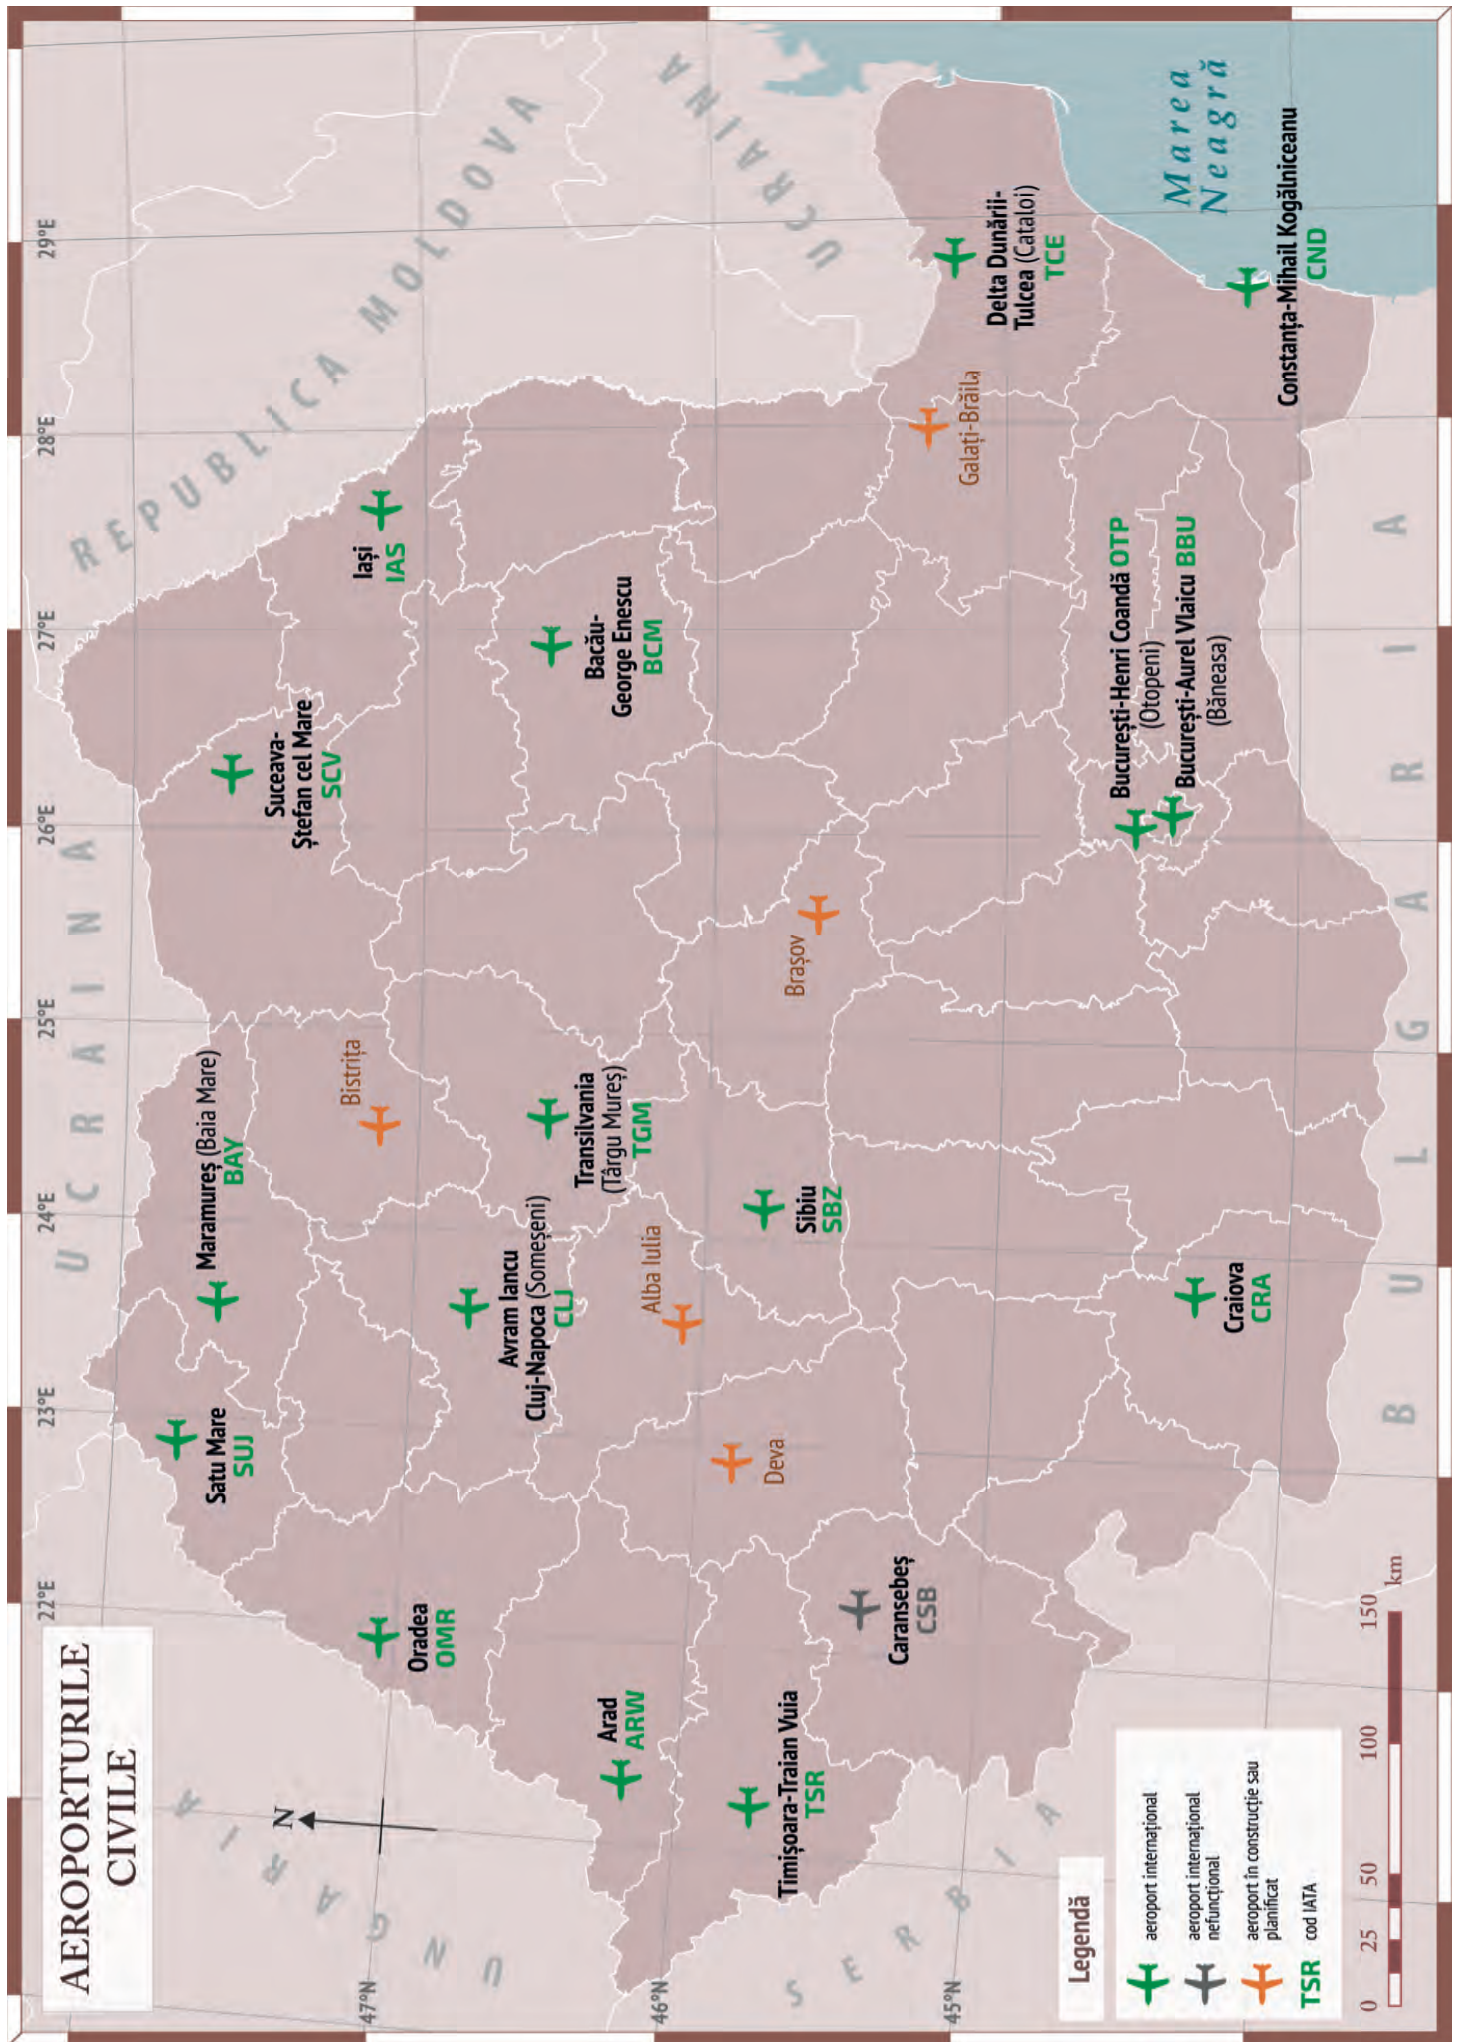 AEROPORTURILE
CIVILE
22°E
23°E
24°E
25°E
26°E
27°E
28°E
29°E
47°N
46°N
45°N
N
UCRAINA
REPUBLICA MOLDOVA
UCRAINA
UNGARIA
SERBIA
BULGARIA
Marea
Neagră
Satu Mare
SUJ
Maramureș (Baia Mare)
BAY
Suceava-
Ștefan cel Mare
SCV
Iași
IAS
Oradea
OMR
Bistrița
Avram Iancu
Cluj-Napoca (Someșeni)
CLJ
Transilvania
(Târgu Mureș)
TGM
Bacău-
George Enescu
BCM
Arad
ARW
Alba Iulia
Deva
Sibiu
SBZ
Brașov
Timișoara-Traian Vuia
TSR
Caransebeș
CSB
Galați-Brăila
Delta Dunării-
Tulcea (Cataloi)
TCE
București-Henri Coandă OTP
(Otopeni)
București-Aurel Vlaicu BBU
(Băneasa)
Craiova
CRA
Constanța-Mihail Kogălniceanu
CND
Legendă
aeroport internațional
aeroport internațional
nefuncțional
aeroport în construcție sau
planificat
TSR cod IATA
0 25 50 100 150
km